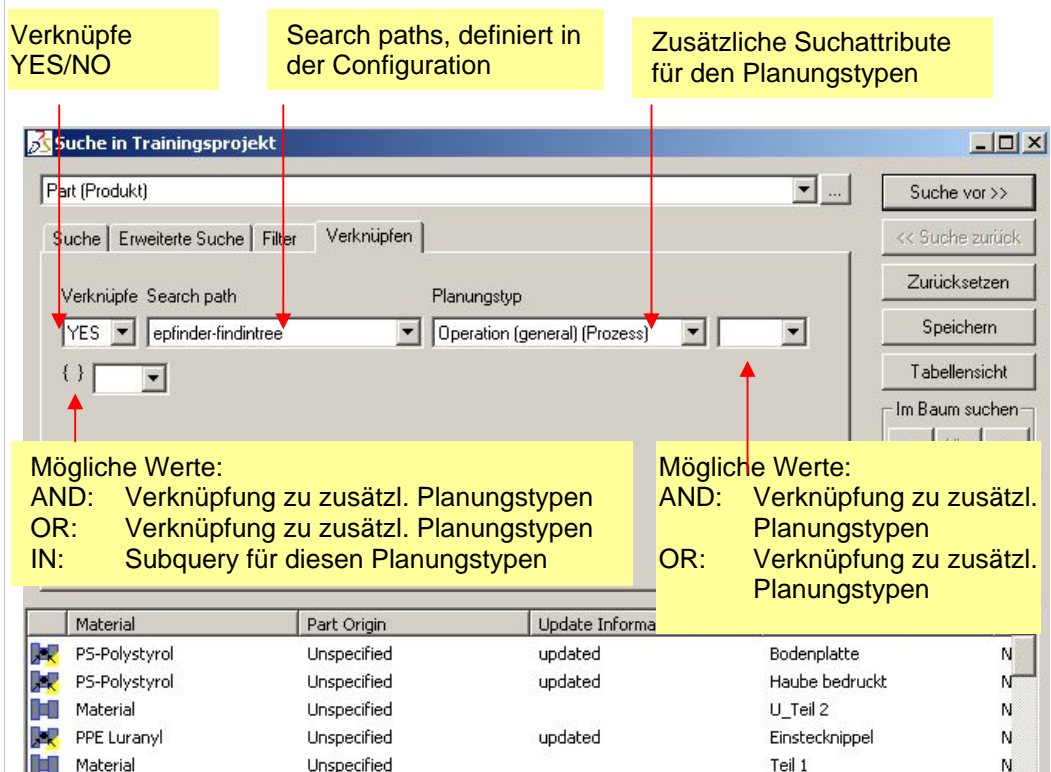 Verknüpfe
YES/NO
Search paths, definiert in
der Configuration
Zusätzliche Suchattribute
für den Planungstypen
Suche in Trainingsprojekt
Part (Produkt)
...
Suche vor >>
Suche
Erweiterte Suche
Filter
Verknüpfen
<< Suche zurück
Zurücksetzen
Verknüpfe Search path Planungstyp
YES
epfinder-findintree
Operation (general) (Prozess)
Speichern
{ }
Tabellensicht
Im Baum suchen
Mögliche Werte:
AND: Verknüpfung zu zusätzl. Planungstypen
OR: Verknüpfung zu zusätzl. Planungstypen
IN: Subquery für diesen Planungstypen
Mögliche Werte:
AND: Verknüpfung zu zusätzl.
Planungstypen
OR: Verknüpfung zu zusätzl.
Planungstypen
Material Part Origin Update Informa
PS-Polystyrol Unspecified updated Bodenplatte N
PS-Polystyrol Unspecified updated Haube bedruckt N
Material Unspecified U_Teil 2 N
PPE Luranyl Unspecified updated Einstecknippel N
Material Unspecified Teil 1 N